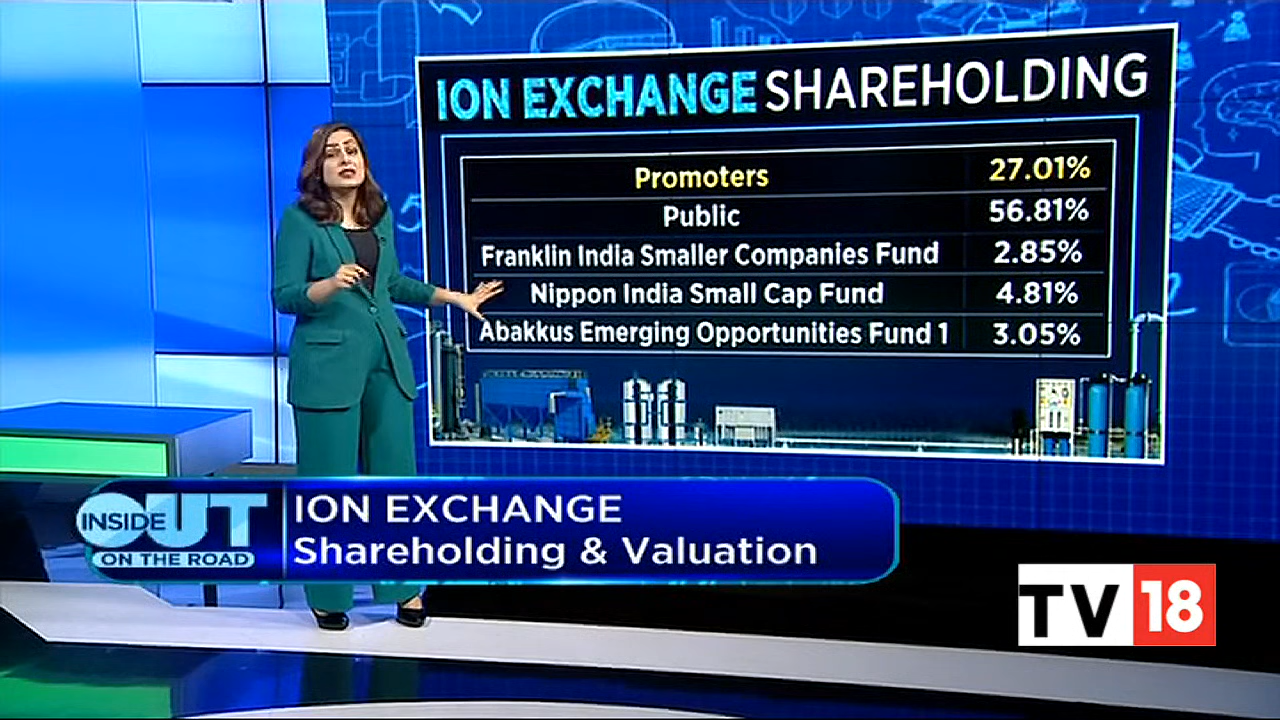 ION EXCHANGE SHAREHOLDING
Promoters 27.01%
Public 56.81%
Franklin India Smaller Companies Fund 2.85%
Nippon India Small Cap Fund 4.81%
Abakkus Emerging Opportunities Fund 1 3.05%
INSIDE OUT
ON THE ROAD
ION EXCHANGE
Shareholding & Valuation
TV 18